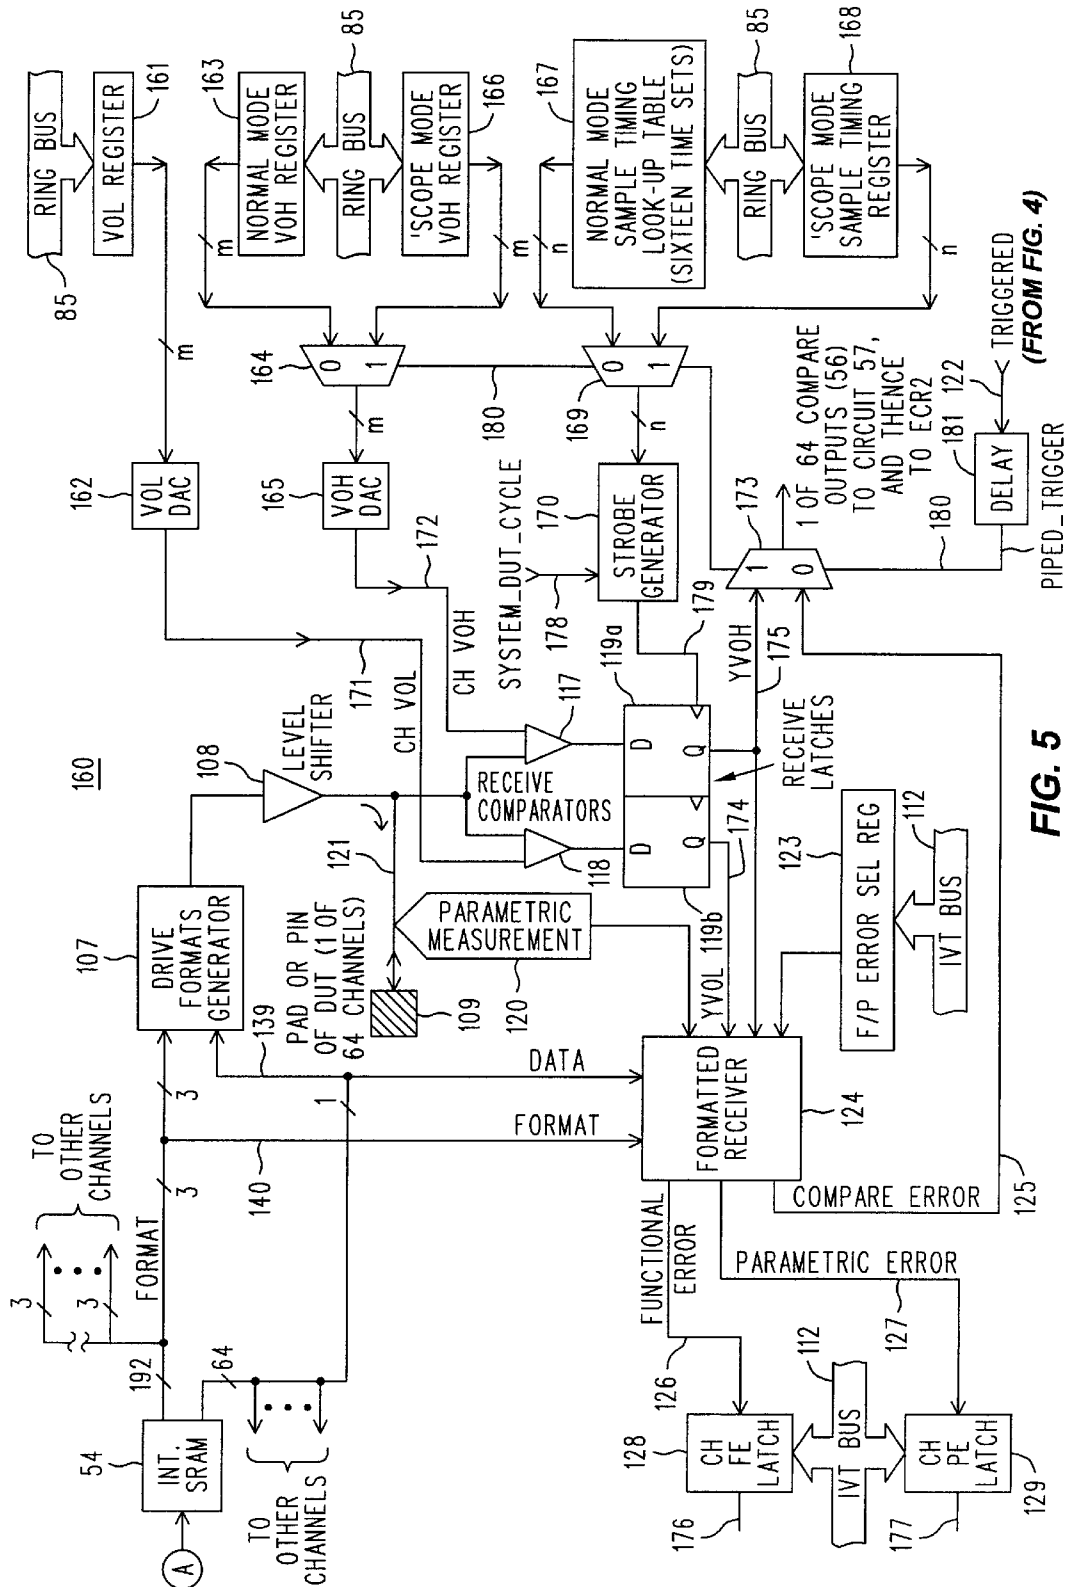 160
A
54
INT.
SRAM
192
64
TO
OTHER
CHANNELS
TO
OTHER
CHANNELS
3
3
FORMAT
3
3
140
FORMAT
1
139
DATA
107
DRIVE
FORMATS
GENERATOR
108
LEVEL
SHIFTER
121
PAD OR PIN
OF DUT (1 OF
64 CHANNELS)
109
PARAMETRIC
MEASUREMENT
120
RECEIVE
COMPARATORS
117
118
119a
119b
D
Q
D
Q
RECEIVE
LATCHES
YVOL
174
YVOH
175
171
CH VOL
172
CH VOH
162
VOL
DAC
165
VOH
DAC
SYSTEM_DUT_CYCLE
178
170
STROBE
GENERATOR
179
85
RING BUS
VOL REGISTER
161
m
163
NORMAL MODE
VOH REGISTER
m
RING BUS
85
'SCOPE MODE
VOH REGISTER
166
m
164
0
1
m
180
167
NORMAL MODE
SAMPLE TIMING
LOOK-UP TABLE
(SIXTEEN TIME SETS)
n
RING BUS
85
'SCOPE MODE
SAMPLE TIMING
REGISTER
168
n
169
0
1
n
173
1
0
1 OF 64 COMPARE
OUTPUTS (56)
TO CIRCUIT 57,
AND THENCE
TO ECR2
180
181
DELAY
122
TRIGGERED
(FROM FIG. 4)
PIPED_TRIGGER
FORMATTED
RECEIVER
124
123
F/P ERROR SEL REG
112
IVT BUS
COMPARE ERROR
125
FUNCTIONAL
ERROR
126
PARAMETRIC ERROR
127
128
CH
FE
LATCH
176
112
IVT BUS
CH
PE
LATCH
129
177
FIG. 5